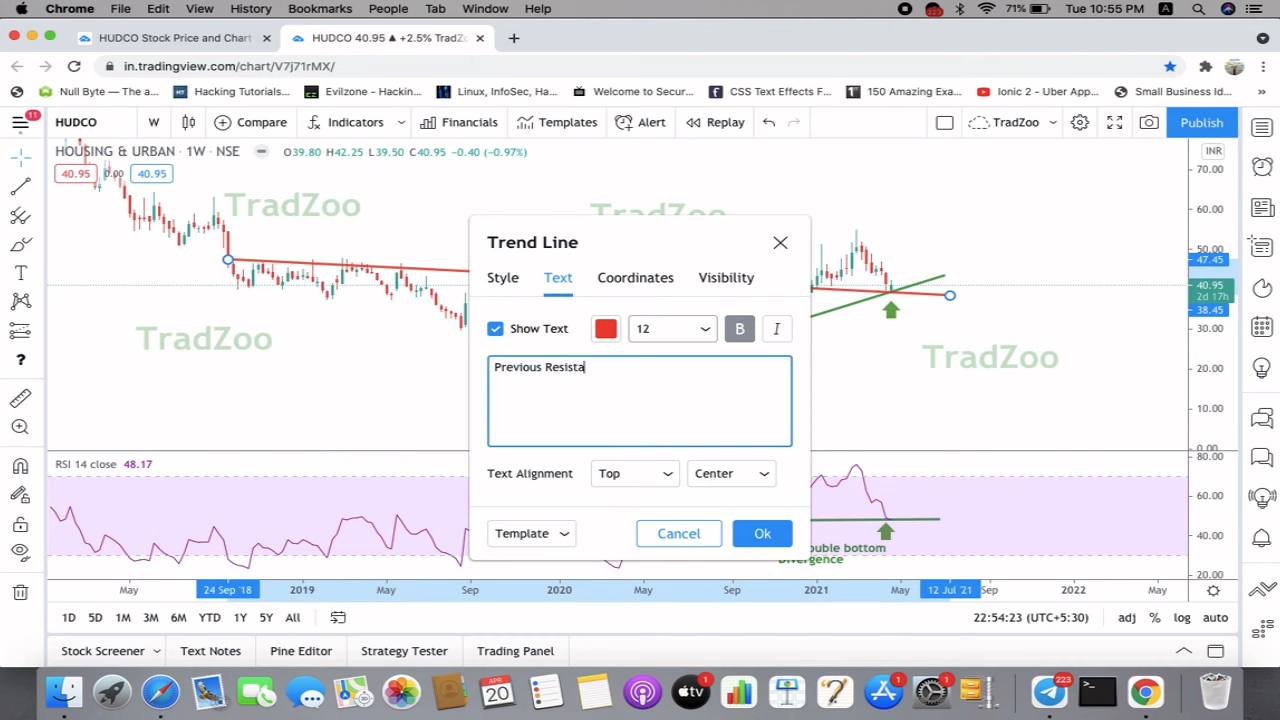 Chrome File Edit View History Bookmarks People Tab Window Help 71% Tue 10:55 PM A
HUDCO Stock Price and Chart HUDCO 40.95 ▲ +2.5% TradZo
in.tradingview.com/chart/V7j71rMX/
Null Byte — The a... Hacking Tutorials... Evilzone - Hackin... Linux, InfoSec, Ha... Welcome to Secur... CSS Text Effects F... 150 Amazing Exa... Ionic 2 - Uber App... Small Business Id... »
11 HUDCO W Compare Indicators Financials Templates Alert Replay TradZoo Publish
HOUSING & URBAN · 1W · NSE O39.80 H42.25 L39.50 C40.95 −0.40 (−0.97%) INR
40.95 0.00 40.95
70.00
TradZoo TradZoo
60.00
Trend Line
50.00
47.45
Style Text Coordinates Visibility
40.95
2d 17h
38.45
Show Text 12 B I
30.00
TradZoo TradZoo
Previous Resista
20.00
10.00
0.00
RSI 14 close 48.17
80.00
Text Alignment Top Center
60.00
Template Cancel Ok
ouble bottom
Divergence
20.00
May 24 Sep '18 2019 May Sep 2020 May Sep 2021 May 12 Jul '21 Sep 2022 May
1D 5D 1M 3M 6M YTD 1Y 5Y All 22:54:23 (UTC+5:30) adj % log auto
Stock Screener Text Notes Pine Editor Strategy Tester Trading Panel
APR 20 1 tv 1 1 223